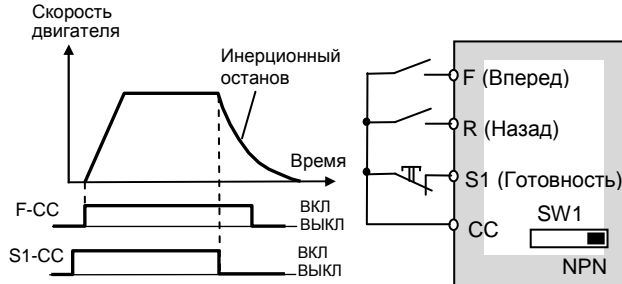 Скорость
двигателя
Инерционный
останов
Время
F-CC
ВКЛ
ВЫКЛ
S1-CC
ВКЛ
ВЫКЛ
F (Вперед)
R (Назад)
S1 (Готовность)
CC
SW1
NPN